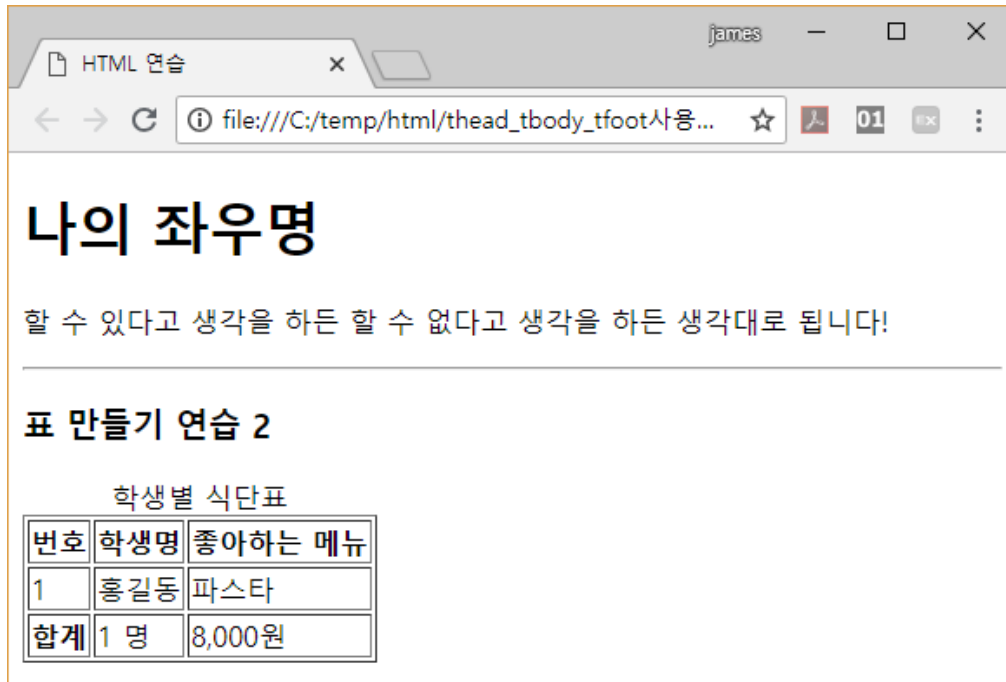 james
HTML 연습
file:///C:/temp/html/thead_tbody_tfoot사용...
01
EX
나의 좌우명
할 수 있다고 생각을 하든 할 수 없다고 생각을 하든 생각대로 됩니다!
표 만들기 연습 2
학생별 식단표
번호 학생명 좋아하는 메뉴
1 홍길동 파스타
합계 1 명 8,000원